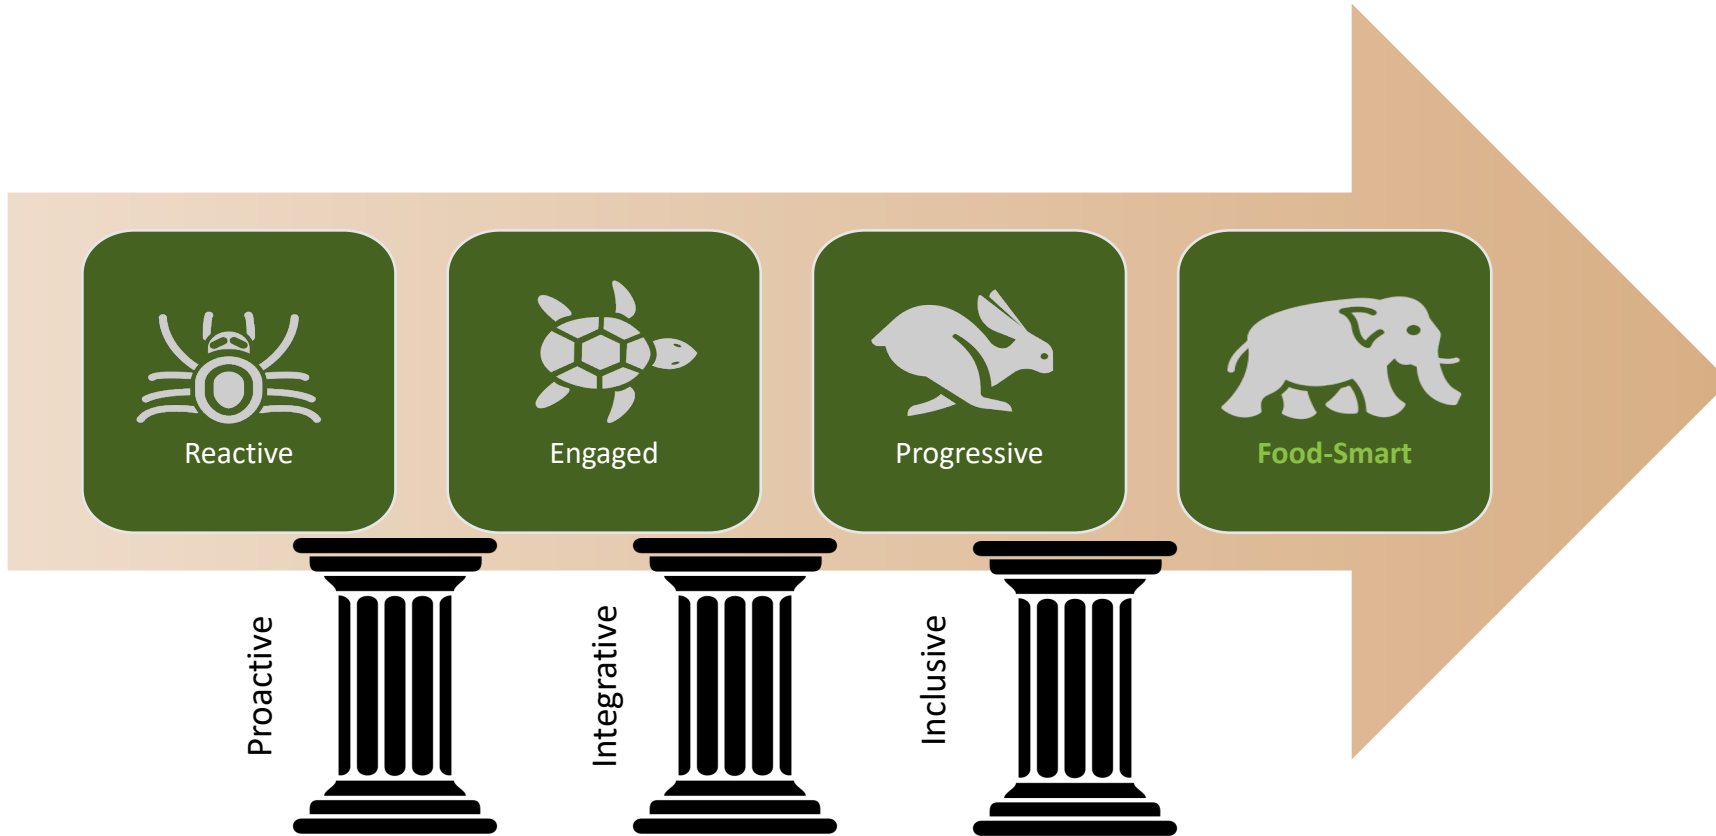 Reactive
Engaged
Progressive
Food-Smart
Proactive
Integrative
Inclusive